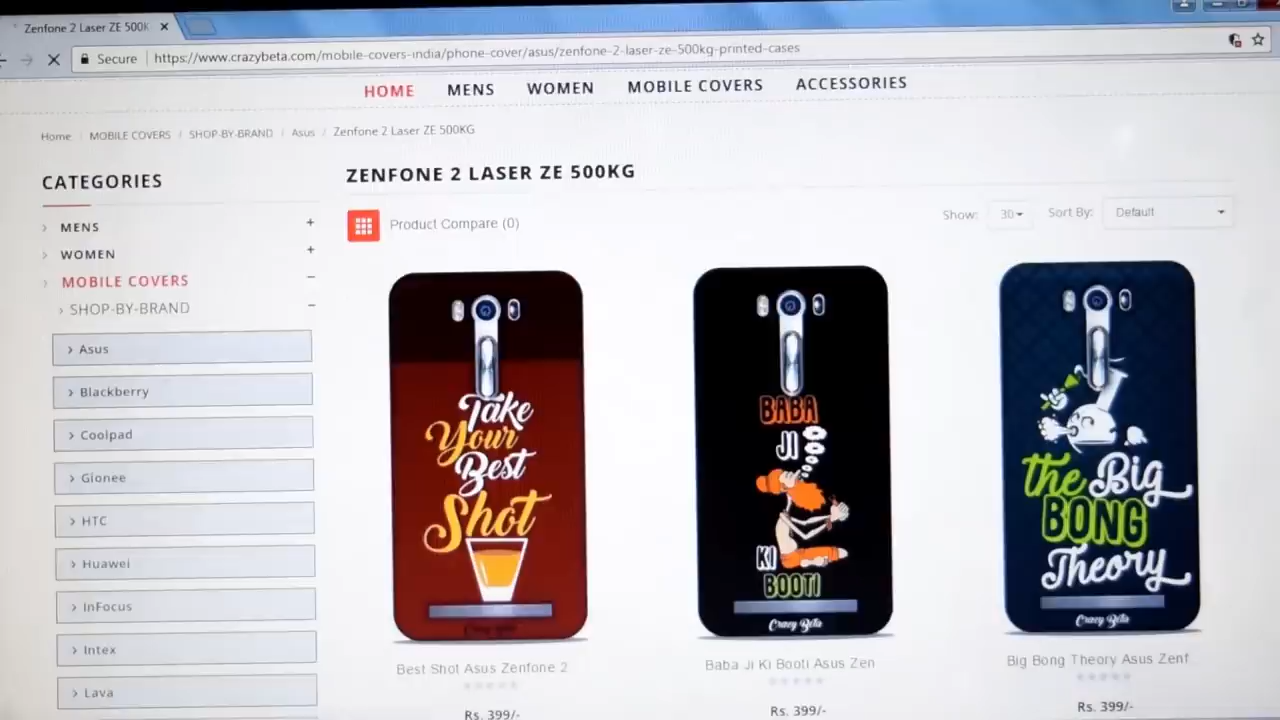 Zenfone 2 Laser ZE 500K
Secure https://www.crazybeta.com/mobile-covers-india/phone-cover/asus/zenfone-2-laser-ze-500kg-printed-cases
HOME MENS WOMEN MOBILE COVERS ACCESSORIES
Home / MOBILE COVERS / SHOP-BY-BRAND / Asus / Zenfone 2 Laser ZE 500KG
CATEGORIES
MENS
WOMEN
MOBILE COVERS
SHOP-BY-BRAND
Asus
Blackberry
Coolpad
Gionee
HTC
Huawei
InFocus
Intex
Lava
ZENFONE 2 LASER ZE 500KG
Product Compare (0)
Show: 30
Sort By: Default
Take
Your
Best
Shot
Best Shot Asus Zenfone 2
Rs. 399/-
BABA
JI
KI
BOOTI
Crazy Beta
Baba Ji Ki Booti Asus Zen
Rs. 399/-
the Big
BONG
Theory
Crazy Beta
Big Bong Theory Asus Zenf
Rs. 399/-